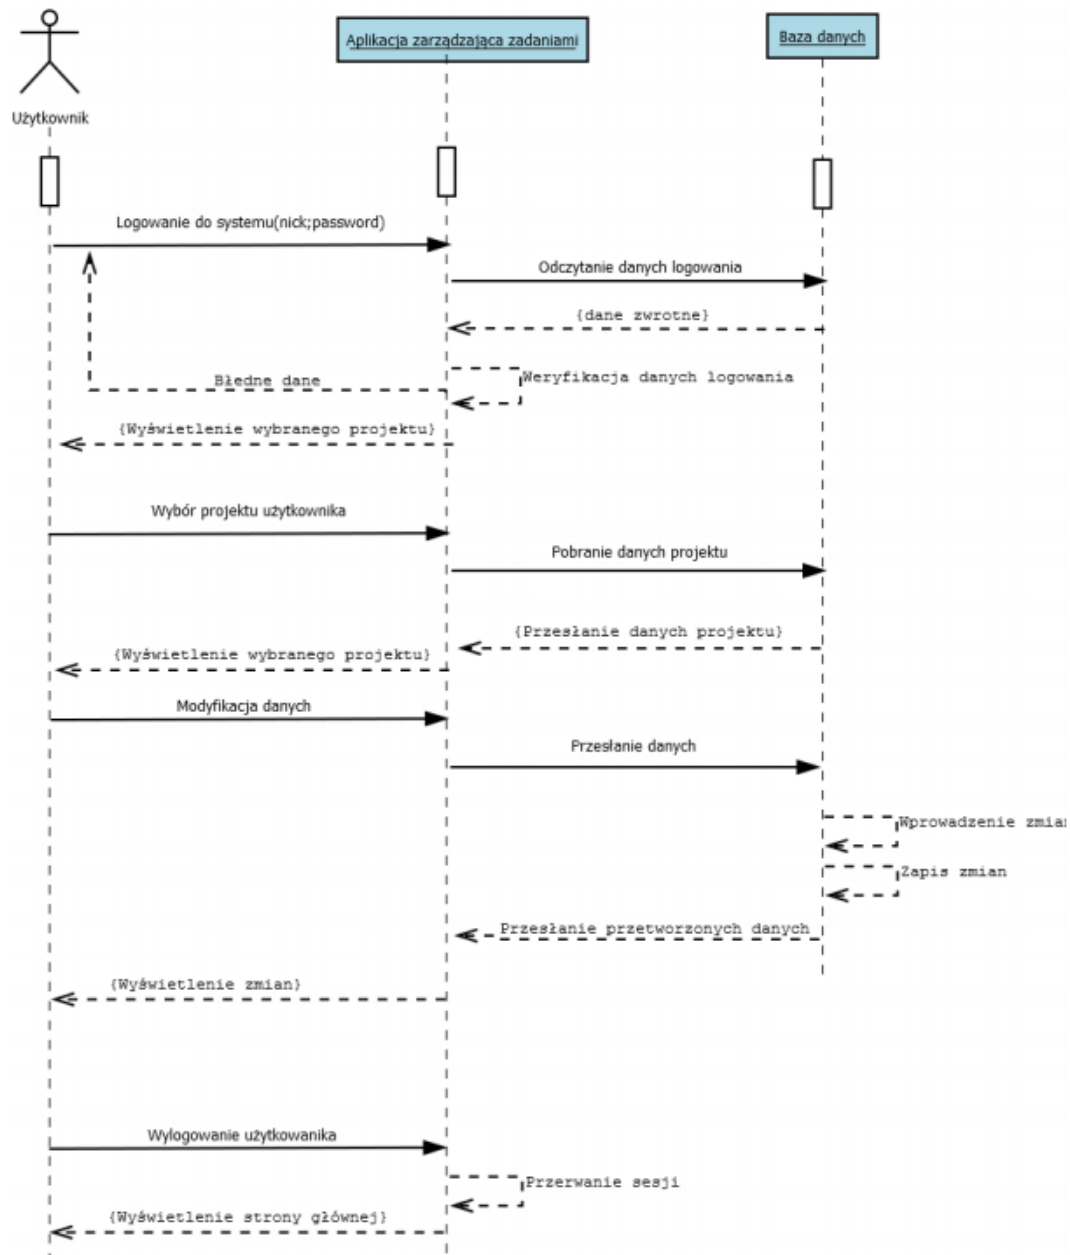 Aplikacja zarządzająca zadaniami
Baza danych
Użytkownik
Logowanie do systemu(nick;password)
Odczytanie danych logowania
{dane zwrotne}
Weryfikacja danych logowania
Błedne dane
{Wyświetlenie wybranego projektu}
Wybór projektu użytkownika
Pobranie danych projektu
{Przesłanie danych projektu}
{Wyświetlenie wybranego projektu}
Modyfikacja danych
Przesłanie danych
Wprowadzenie zmian
Zapis zmian
Przesłanie przetworzonych danych
{Wyświetlenie zmian}
Wylogowanie użytkowanika
Przerwanie sesji
{Wyświetlenie strony głównej}